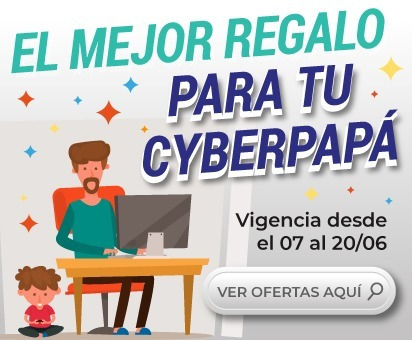 EL MEJOR REGALO
PARA TU
CYBERPAPÁ
Vigencia desde
el 07 al 20/06
VER OFERTAS AQUÍ